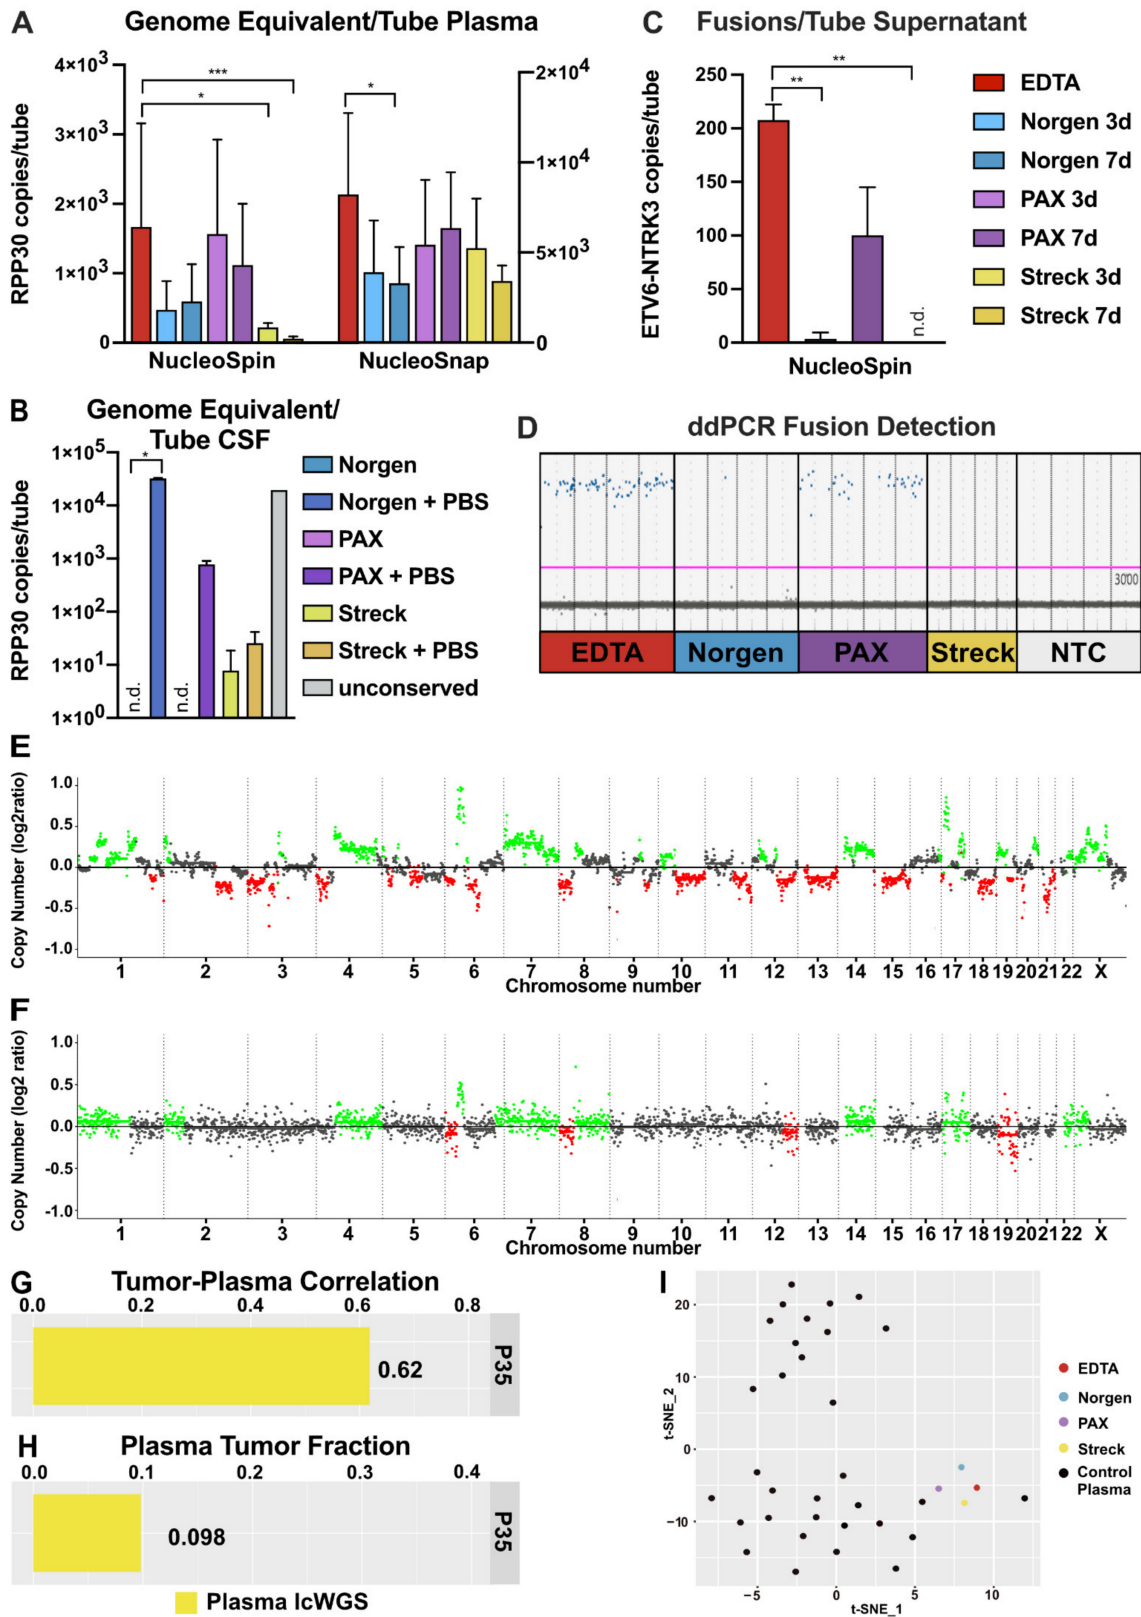 A
Genome Equivalent/Tube Plasma
RPP30 copies/tube
4×10³
3×10³
2×10³
1×10³
0
***
*
*
2×10⁴
1×10⁴
5×10³
0
NucleoSpin
NucleoSnap
C
Fusions/Tube Supernatant
ETV6-NTRK3 copies/tube
250
200
150
100
50
0
**
**
n.d.
NucleoSpin
EDTA
Norgen 3d
Norgen 7d
PAX 3d
PAX 7d
Streck 3d
Streck 7d
B
Genome Equivalent/
Tube CSF
RPP30 copies/tube
1×10⁵
1×10⁴
1×10³
1×10²
1×10¹
1×10⁰
*
n.d.
n.d.
Norgen
Norgen + PBS
PAX
PAX + PBS
Streck
Streck + PBS
unconserved
D
ddPCR Fusion Detection
3000
EDTA
Norgen
PAX
Streck
NTC
E
Copy Number (log2ratio)
1.0
0.5
0.0
-0.5
-1.0
1 2 3 4 5 6 7 8 9 10 11 12 13 14 15 16 17 18 19 20 21 22 X
Chromosome number
F
Copy Number (log2 ratio)
1.0
0.5
0.0
-0.5
-1.0
1 2 3 4 5 6 7 8 9 10 11 12 13 14 15 16 17 18 19 20 21 22 X
Chromosome number
G
Tumor-Plasma Correlation
0.0 0.2 0.4 0.6 0.8
0.62
P35
H
Plasma Tumor Fraction
0.0 0.1 0.2 0.3 0.4
0.098
P35
Plasma lcWGS
I
t-SNE_2
20
10
0
−10
−5 0 5 10
t-SNE_1
EDTA
Norgen
PAX
Streck
Control
Plasma